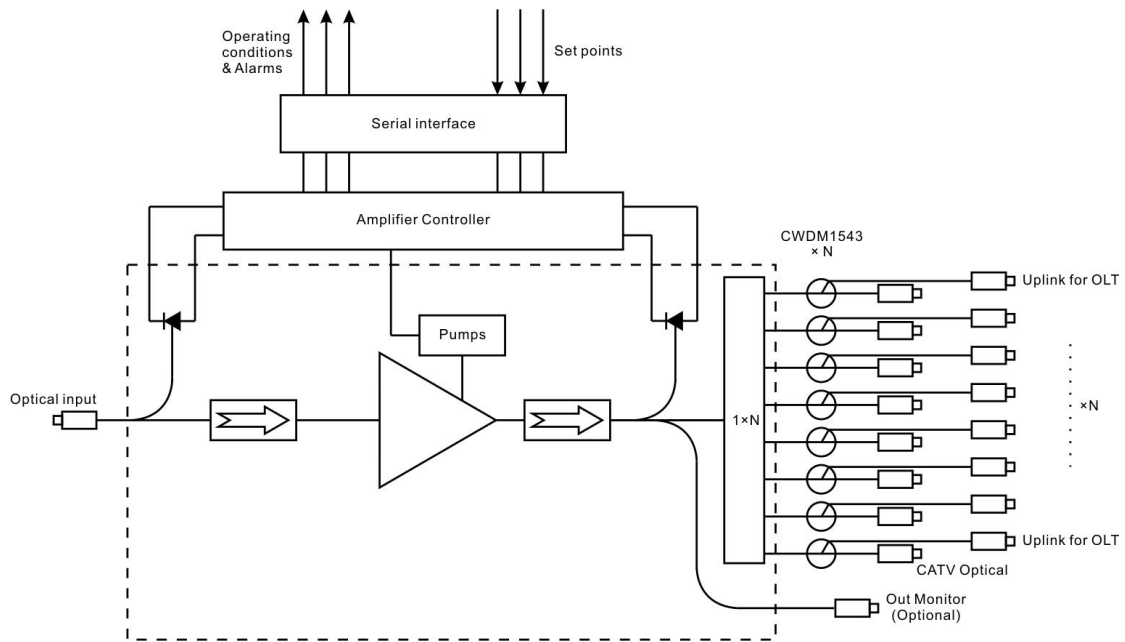 Operating
conditions
& Alarms
Set points
Serial interface
Amplifier Controller
CWDM1543
× N
Uplink for OLT
Pumps
Optical input
1×N
×N
Uplink for OLT
CATV Optical
Out Monitor
(Optional)